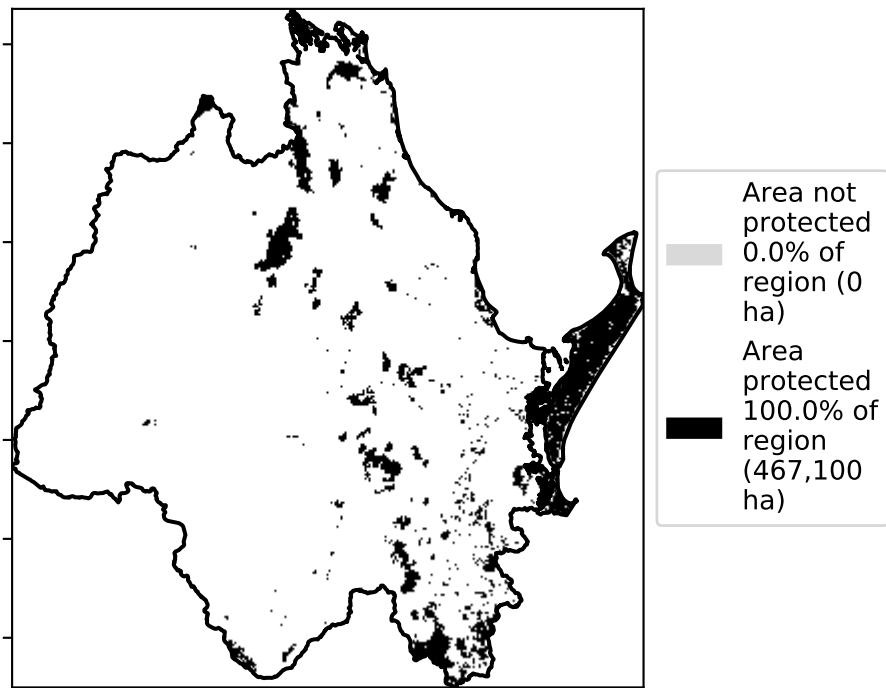 Area not
protected
0.0% of
region (0
ha)
Area
protected
100.0% of
region
(467,100
ha)